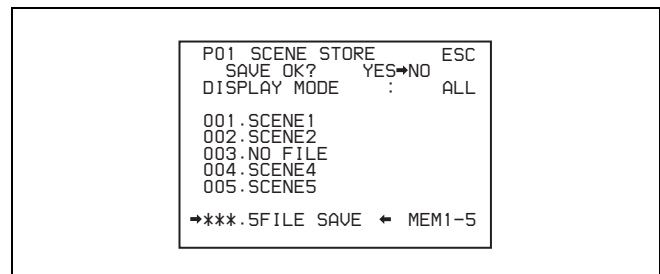 P01 SCENE STORE ESC
SAVE OK? YES➡NO
DISPLAY MODE : ALL
001.SCENE1
002.SCENE2
003.NO FILE
004.SCENE4
005.SCENE5
➡***.5FILE SAVE ⬅ MEM1-5